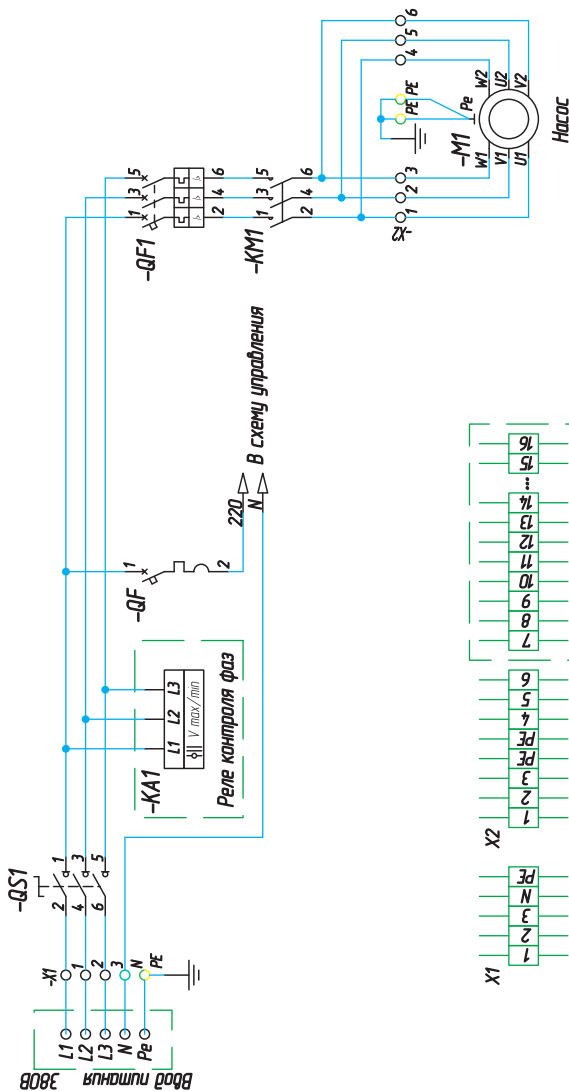 Ввод питания 380В
L1
L2
L3
N
Pe
-X1
1
2
3
N
PE
-QS1
2 1
4 3
6 5
-KA1
L1 L2 L3
V max/min
Реле контроля фаз
-QF
1
2
220
N
В схему управления
-QF1
1 3 5
2 4 6
-KM1
1 3 5
2 4 6
-X2
1 2 3
PE PE
4 5 6
-M1
Pe
W1
V1
U1
W2
U2
V2
Насос
X1
1 2 3 N PE
X2
1 2 3 PE PE 4 5 6
7 8 9 10 11 12 13 14 ... 15 16